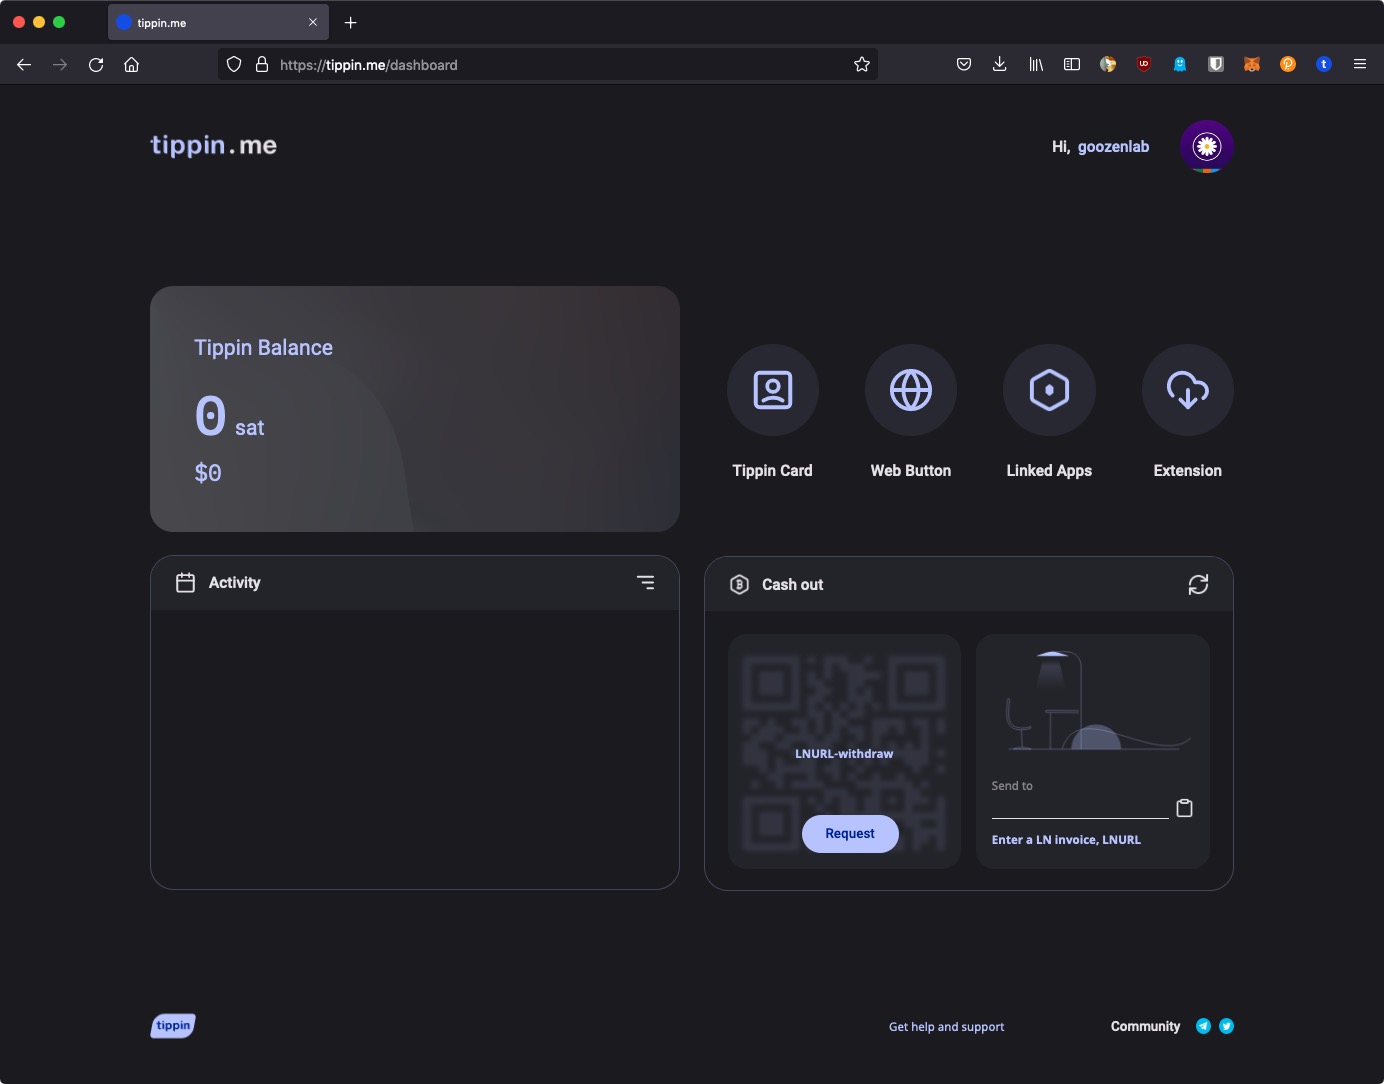 tippin.me
https://tippin.me/dashboard
tippin.me
Hi, goozenlab
Tippin Balance
0 sat
$0
Tippin Card
Web Button
Linked Apps
Extension
Activity
Cash out
LNURL-withdraw
Request
Send to
Enter a LN invoice, LNURL
tippin
Get help and support
Community